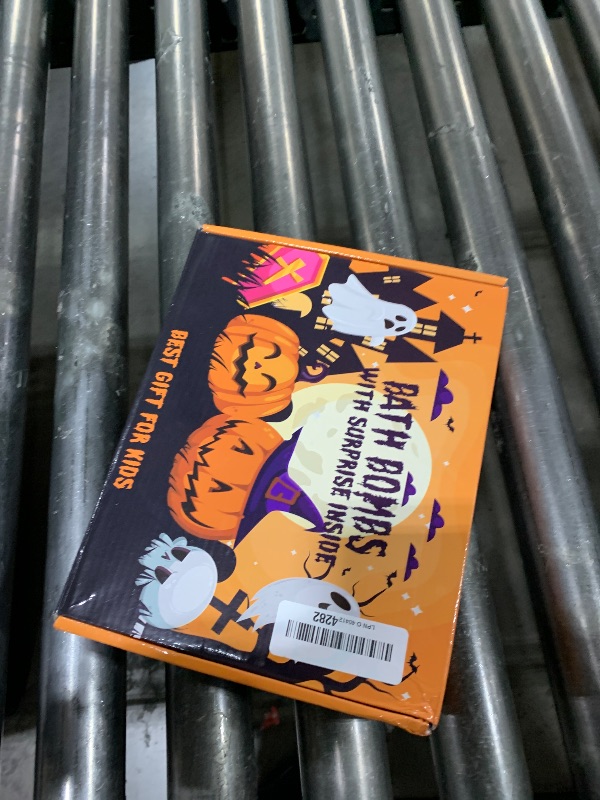 BATH BOMBS
WITH SURPRISE INSIDE
BEST GIFT FOR KIDS
4282